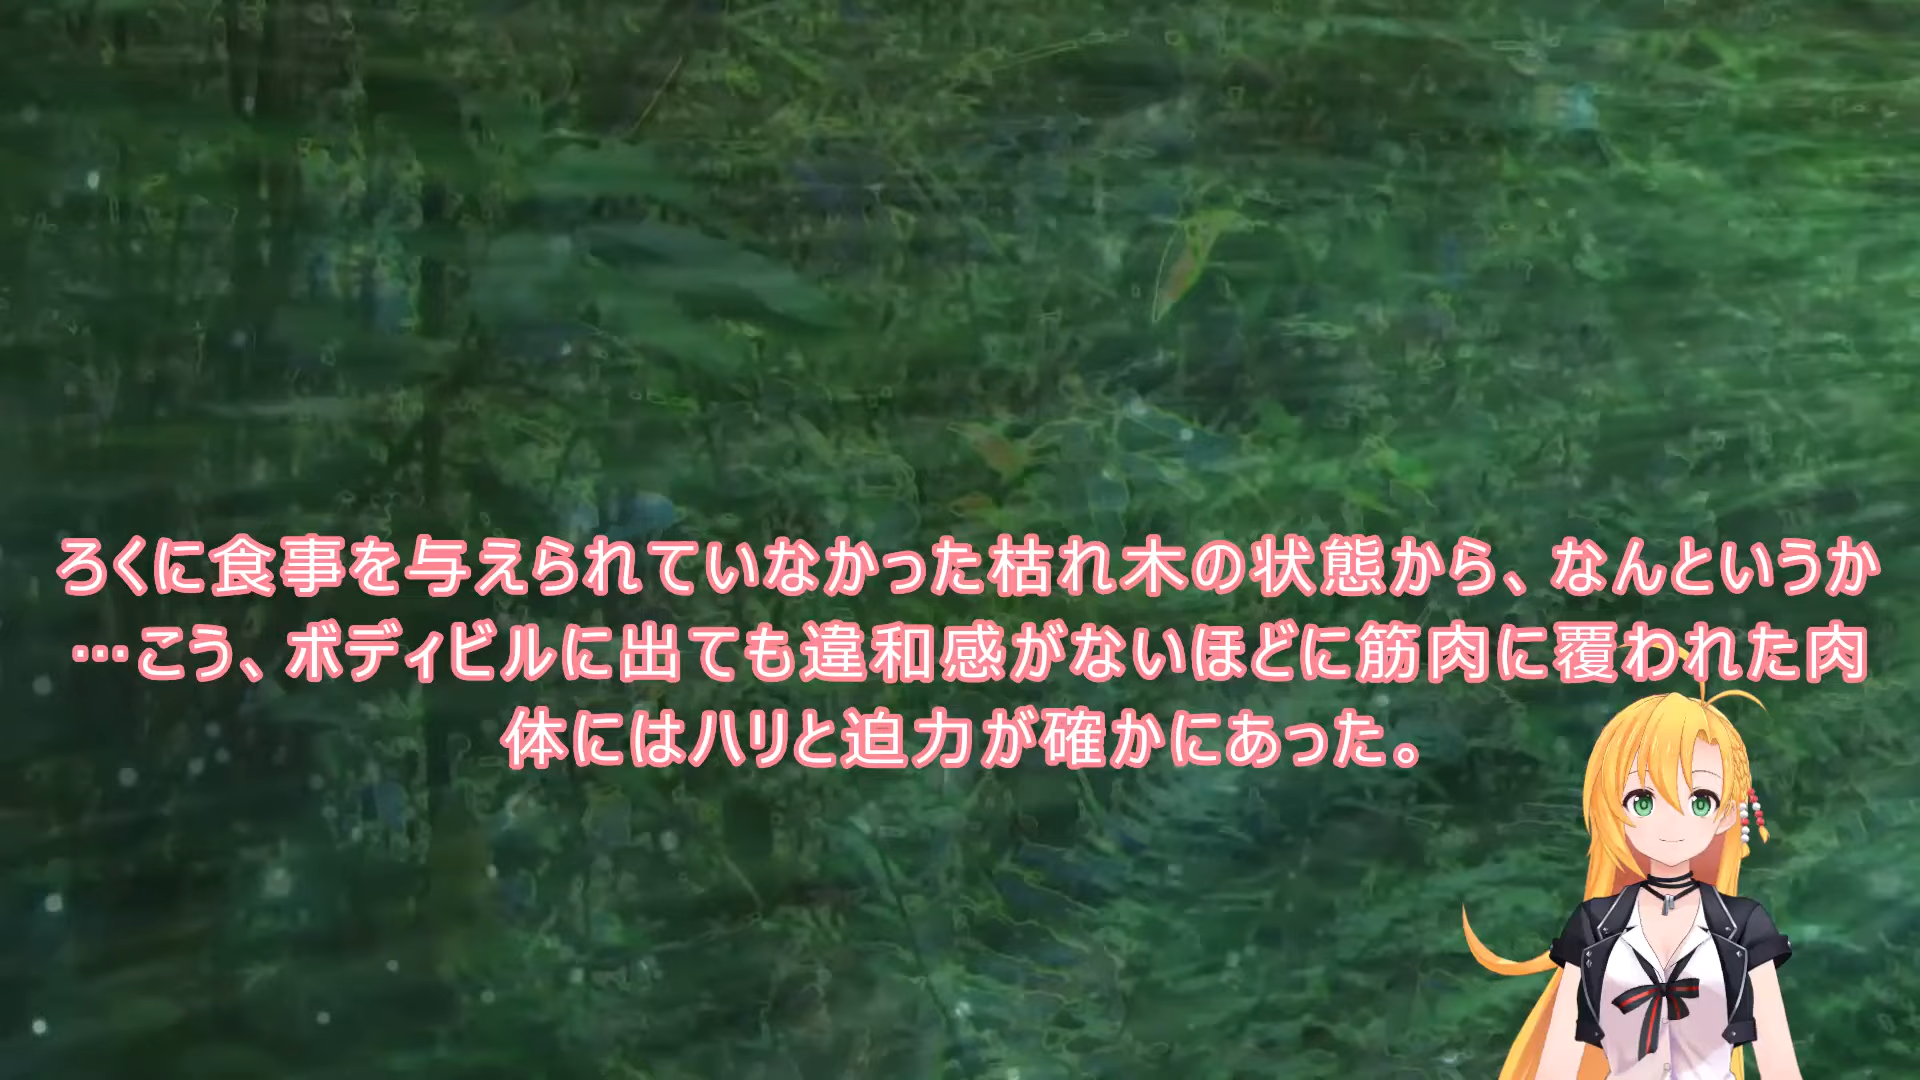 ろくに食事を与えられていなかった枯れ木の状態から、なんというか
…こう、ボディビルに出ても違和感がないほどに筋肉に覆われた肉
体にはハリと迫力が確かにあった。